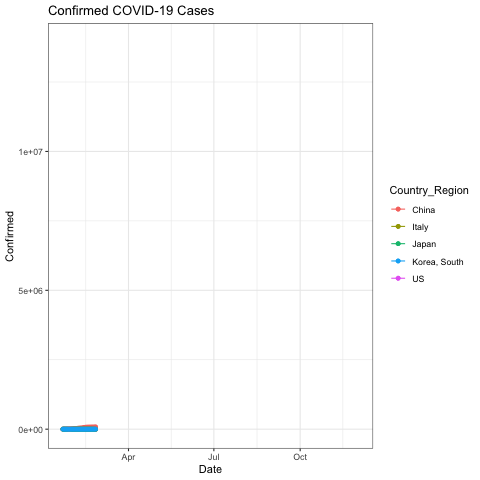 Confirmed COVID-19 Cases
1e+07
5e+06
0e+00
Confirmed
Apr
Jul
Oct
Date
Country_Region
China
Italy
Japan
Korea, South
US